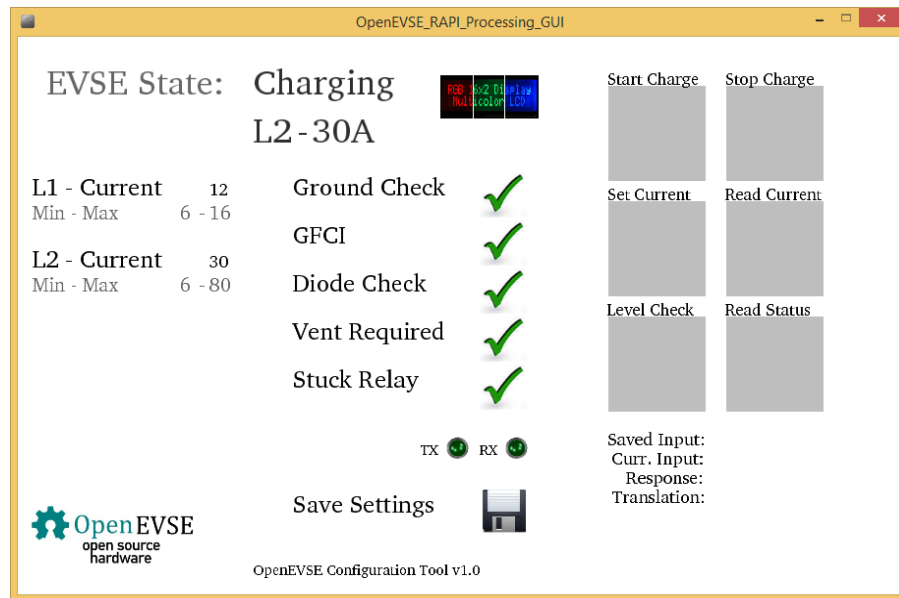 OpenEVSE_RAPI_Processing_GUI
EVSE State: Charging
L2-30A
RGB 16x2 Display
Multicolor LCD
L1 - Current 12
Min - Max 6 - 16
L2 - Current 30
Min - Max 6 - 80
Ground Check
GFCI
Diode Check
Vent Required
Stuck Relay
TX RX
Save Settings
OpenEVSE
open source
hardware
OpenEVSE Configuration Tool v1.0
Start Charge Stop Charge
Set Current Read Current
Level Check Read Status
Saved Input:
Curr. Input:
Response:
Translation: